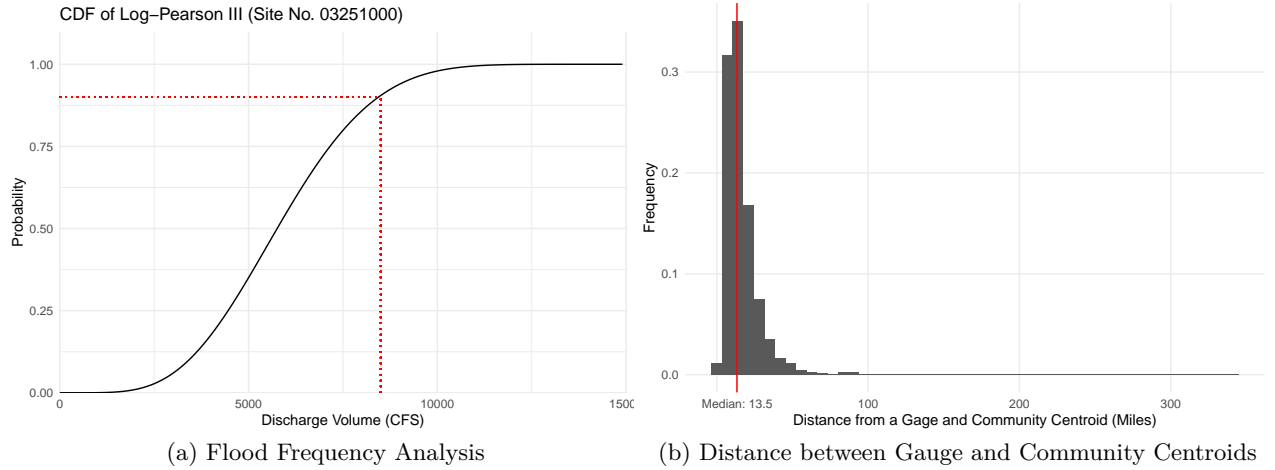 CDF of Log−Pearson III (Site No. 03251000)
1.00
0.75
0.50
0.25
0.00
Probability
0
5000
10000
1500
Discharge Volume (CFS)
(a) Flood Frequency Analysis
0.3
0.2
0.1
0.0
Frequency
Median: 13.5
100
200
300
Distance from a Gage and Community Centroid (Miles)
(b) Distance between Gauge and Community Centroids